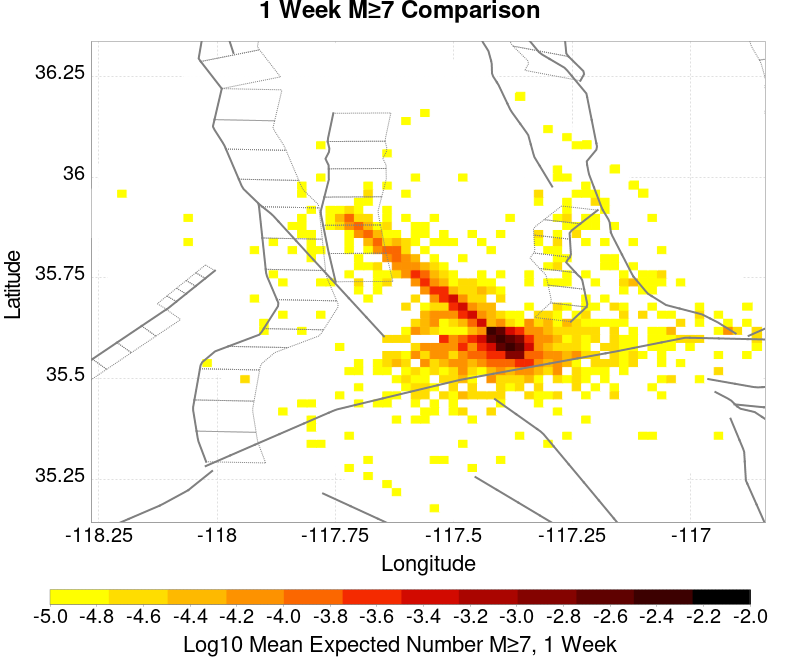 1 Week M≥7 Comparison
36.25
36
35.75
35.5
35.25
Latitude
-118.25 -118 -117.75 -117.5 -117.25 -117
Longitude
-5.0 -4.8 -4.6 -4.4 -4.2 -4.0 -3.8 -3.6 -3.4 -3.2 -3.0 -2.8 -2.6 -2.4 -2.2 -2.0
Log10 Mean Expected Number M≥7, 1 Week